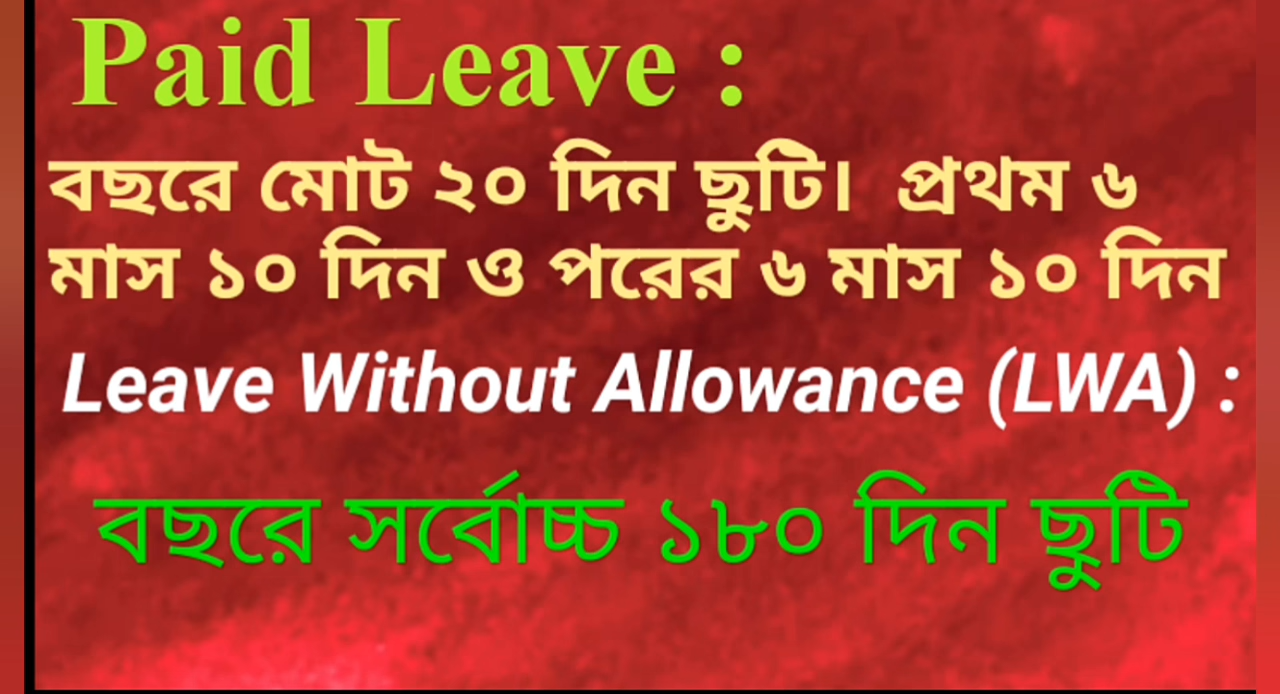 Paid Leave :
বছরে মোট ২০ দিন ছুটি। প্রথম ৬
মাস ১০ দিন ও পরের ৬ মাস ১০ দিন
Leave Without Allowance (LWA) :
বছরে সর্বোচ্চ ১৮০ দিন ছুটি